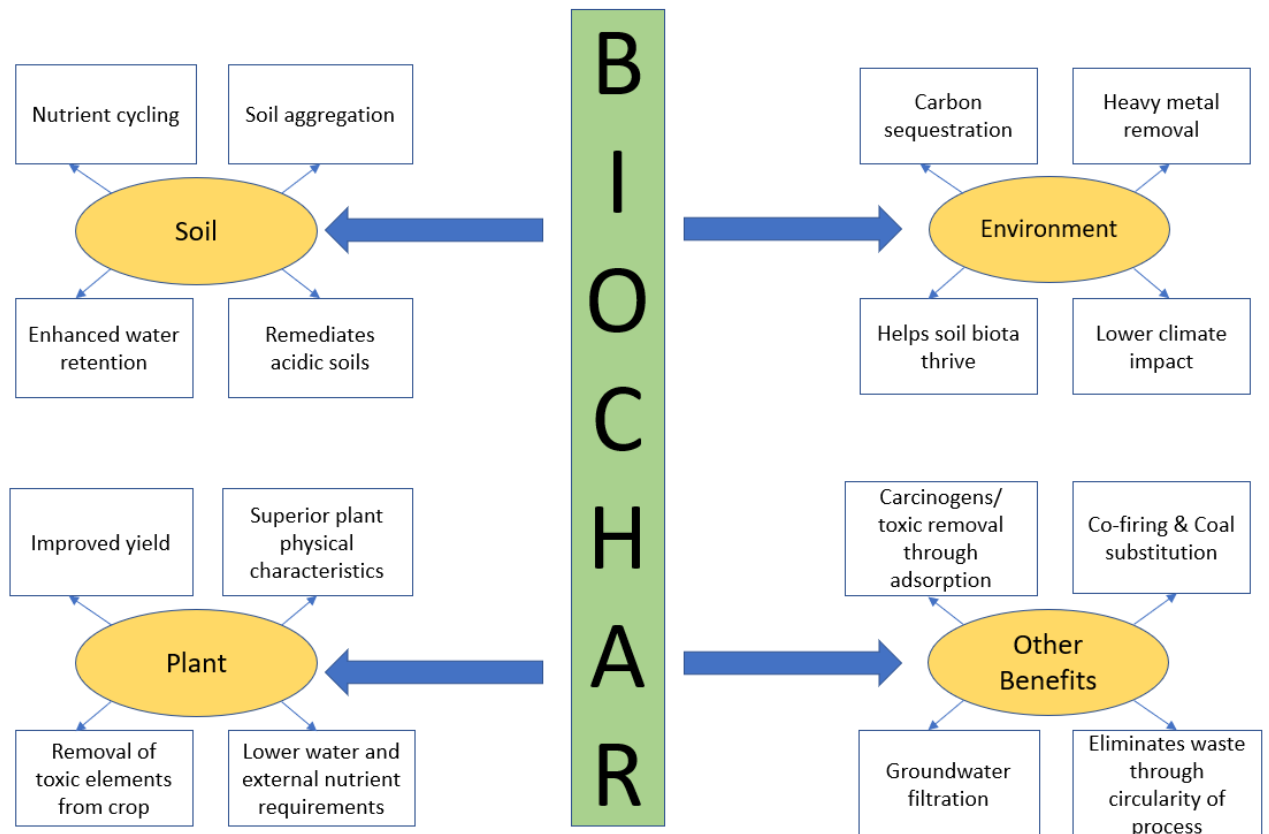 BIOCHAR
Nutrient cycling
Soil aggregation
Soil
Enhanced water
retention
Remediates
acidic soils
Carbon
sequestration
Heavy metal
removal
Environment
Helps soil biota
thrive
Lower climate
impact
Improved yield
Superior plant
physical
characteristics
Plant
Removal of
toxic elements
from crop
Lower water and
external nutrient
requirements
Carcinogens/
toxic removal
through
adsorption
Co-firing & Coal
substitution
Other
Benefits
Groundwater
filtration
Eliminates waste
through
circularity of
process